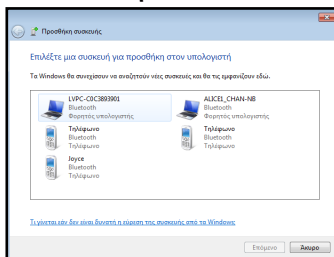 Προσθήκη συσκευής
Επιλέξτε μια συσκευή για προσθήκη στον υπολογιστή
Τα Windows θα συνεχίσουν να αναζητούν νέες συσκευές και θα τις εμφανίζουν εδώ.
LVPC-C0C3893901
Bluetooth
Φορητός υπολογιστής
ALICE1_CHAN-NB
Bluetooth
Φορητός υπολογιστής
Τηλέφωνο
Bluetooth
Τηλέφωνο
Τηλέφωνο
Bluetooth
Τηλέφωνο
Joyce
Bluetooth
Τηλέφωνο
Τι γίνεται εάν δεν είναι δυνατή η εύρεση της συσκευής από τα Windows;
Επόμενο
Άκυρο